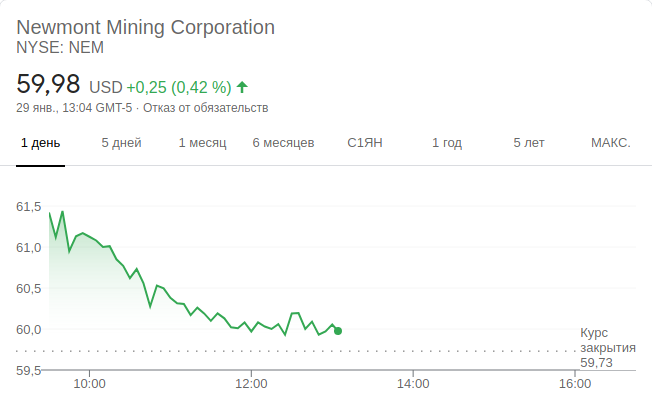 Newmont Mining Corporation
NYSE: NEM
59,98 USD +0,25 (0,42 %)
29 янв., 13:04 GMT-5 · Отказ от обязательств
1 день 5 дней 1 месяц 6 месяцев С1ЯН 1 год 5 лет МАКС.
61,5
61,0
60,5
60,0
Курс
закрытия
59,73
59,5
10:00 12:00 14:00 16:00